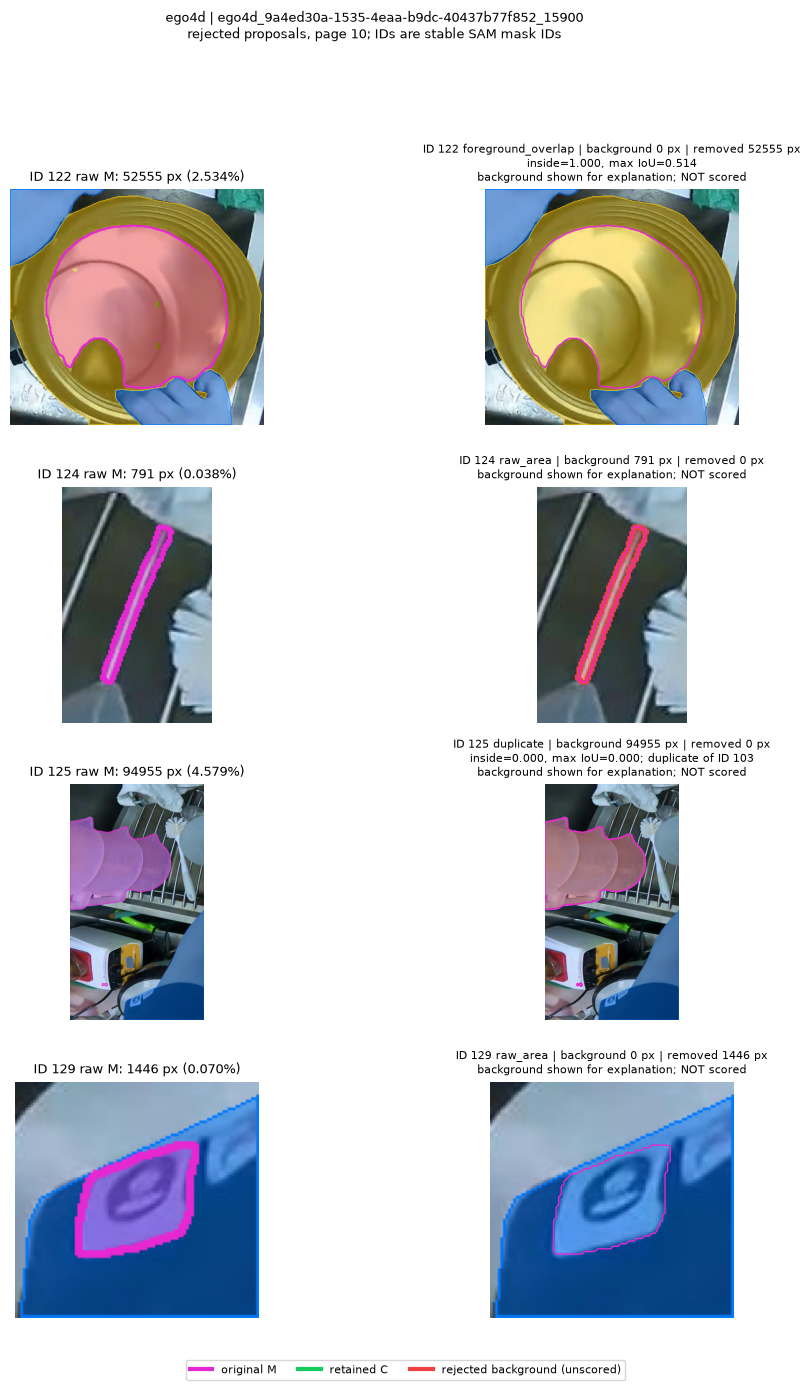 ego4d | ego4d_9a4ed30a-1535-4eaa-b9dc-40437b77f852_15900
rejected proposals, page 10; IDs are stable SAM mask IDs
ID 122 raw M: 52555 px (2.534%)
ID 122 foreground_overlap | background 0 px | removed 52555 px
inside=1.000, max IoU=0.514
background shown for explanation; NOT scored
ID 124 raw M: 791 px (0.038%)
ID 124 raw_area | background 791 px | removed 0 px
background shown for explanation; NOT scored
ID 125 raw M: 94955 px (4.579%)
ID 125 duplicate | background 94955 px | removed 0 px
inside=0.000, max IoU=0.000; duplicate of ID 103
background shown for explanation; NOT scored
ID 129 raw M: 1446 px (0.070%)
ID 129 raw_area | background 0 px | removed 1446 px
background shown for explanation; NOT scored
original M
retained C
rejected background (unscored)